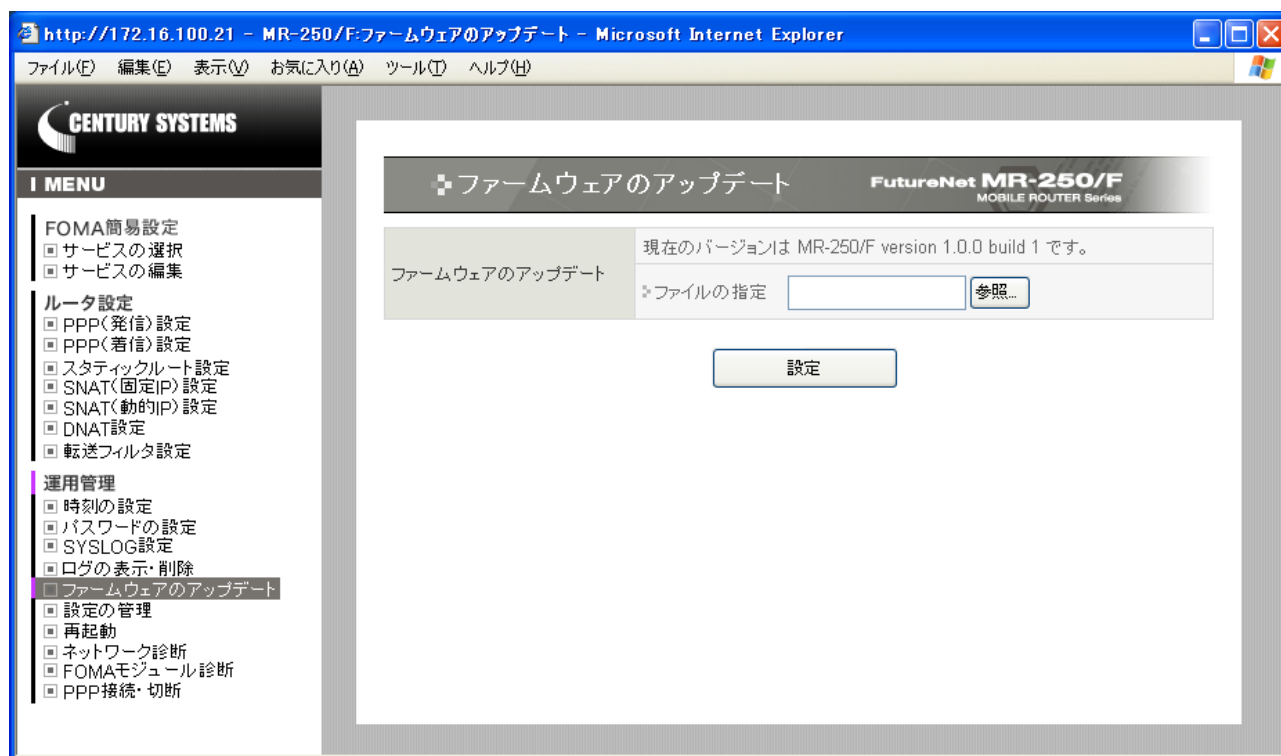 http://172.16.100.21 - MR-250/F:ファームウェアのアップデート - Microsoft Internet Explorer
ファイル(F) 編集(E) 表示(V) お気に入り(A) ツール(T) ヘルプ(H)
CENTURY SYSTEMS
MENU
FOMA簡易設定
サービスの選択
サービスの編集
ルータ設定
PPP(発信)設定
PPP(着信)設定
スタティックルート設定
SNAT(固定IP)設定
SNAT(動的IP)設定
DNAT設定
転送フィルタ設定
運用管理
時刻の設定
パスワードの設定
SYSLOG設定
ログの表示・削除
ファームウェアのアップデート
設定の管理
再起動
ネットワーク診断
FOMAモジュール診断
PPP接続・切断
ファームウェアのアップデート
FutureNet MR-250/F
MOBILE ROUTER Series
ファームウェアのアップデート
現在のバージョンは MR-250/F version 1.0.0 build 1 です。
ファイルの指定 参照...
設定